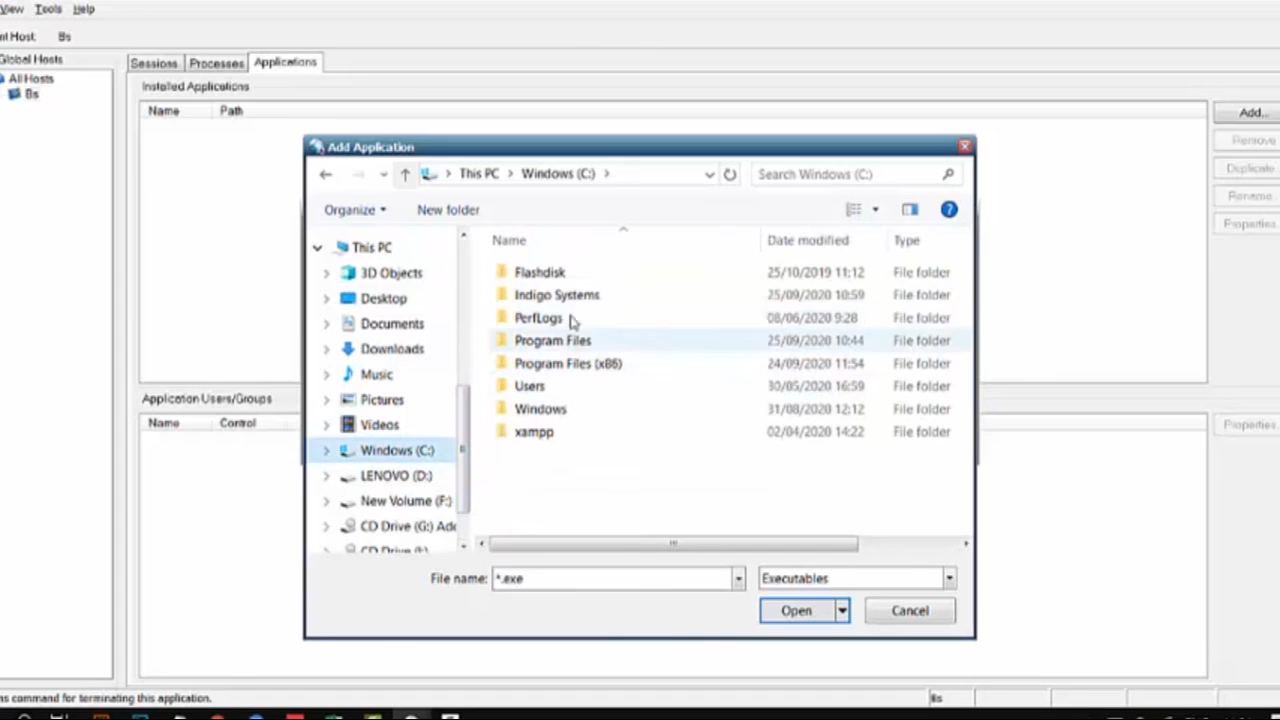 View Tools Help
nt Host: Bs
Global Hosts
All Hosts
Bs
Sessions Processes Applications
Installed Applications
Name Path
Add...
Remove
Duplicate
Rename...
Properties...
Add Application
This PC Windows (C:)
Search Windows (C:)
Organize New folder
Name Date modified Type
Flashdisk 25/10/2019 11:12 File folder
Indigo Systems 25/09/2020 10:59 File folder
PerfLogs 08/06/2020 9:28 File folder
Program Files 25/09/2020 10:44 File folder
Program Files (x86) 24/09/2020 11:54 File folder
Users 30/05/2020 16:59 File folder
Windows 31/08/2020 12:12 File folder
xampp 02/04/2020 14:22 File folder
This PC
3D Objects
Desktop
Documents
Downloads
Music
Pictures
Videos
Windows (C:)
LENOVO (D:)
New Volume (F:)
CD Drive (G:) Ado
CD Drive (I:)
File name: *.exe Executables
Open Cancel
Application Users/Groups
Name Control
Properties...
ns command for terminating this application.
Bs